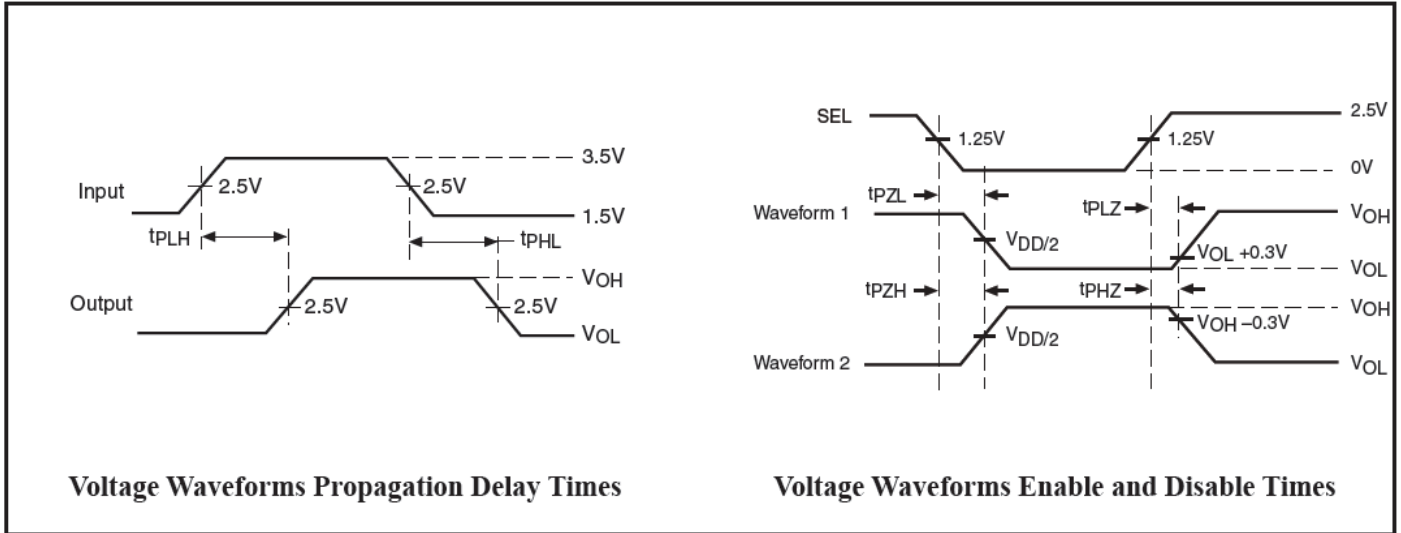 Input
2.5V
2.5V
3.5V
1.5V
tPLH
tPHL
Output
2.5V
2.5V
VOH
VOL
Voltage Waveforms Propagation Delay Times
SEL
1.25V
1.25V
2.5V
0V
tPZL
tPLZ
Waveform 1
VDD/2
VOL +0.3V
VOH
VOL
tPZH
tPHZ
Waveform 2
VDD/2
VOH –0.3V
VOH
VOL
Voltage Waveforms Enable and Disable Times